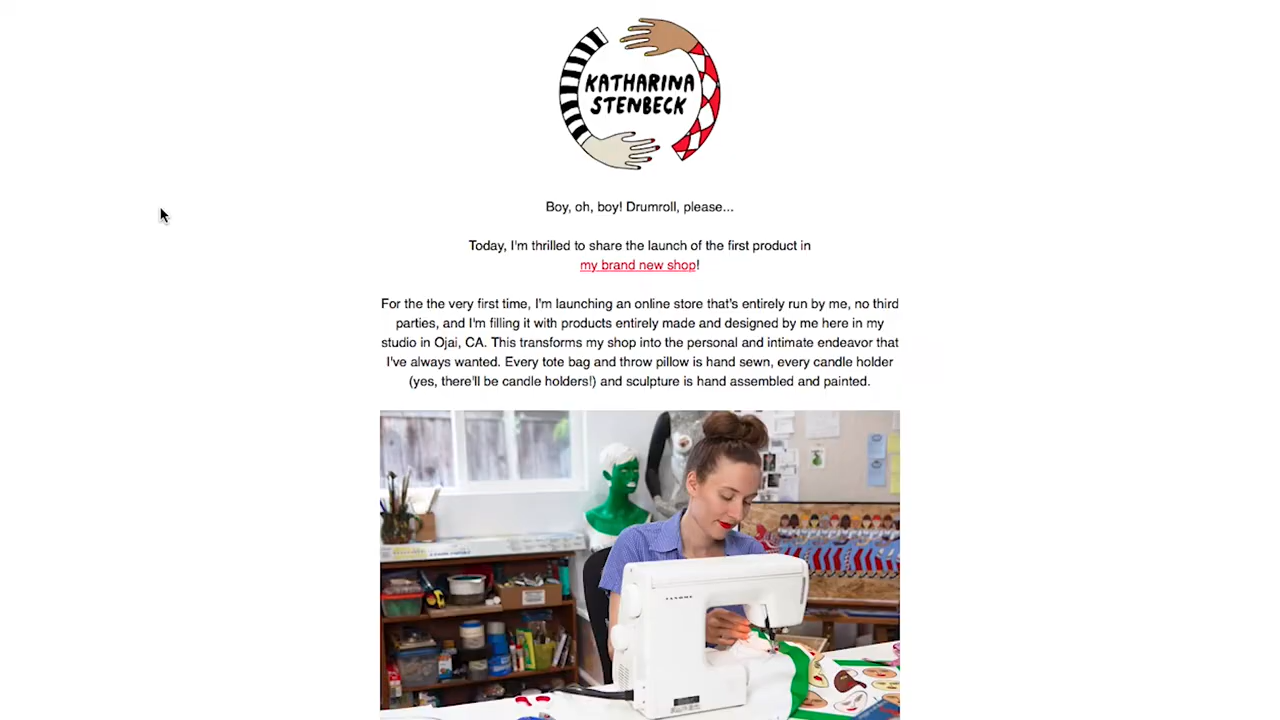 KATHARINA
STENBECK
Boy, oh, boy! Drumroll, please...
Today, I'm thrilled to share the launch of the first product in
my brand new shop!
For the the very first time, I'm launching an online store that's entirely run by me, no third
parties, and I'm filling it with products entirely made and designed by me here in my
studio in Ojai, CA. This transforms my shop into the personal and intimate endeavor that
I've always wanted. Every tote bag and throw pillow is hand sewn, every candle holder
(yes, there'll be candle holders!) and sculpture is hand assembled and painted.